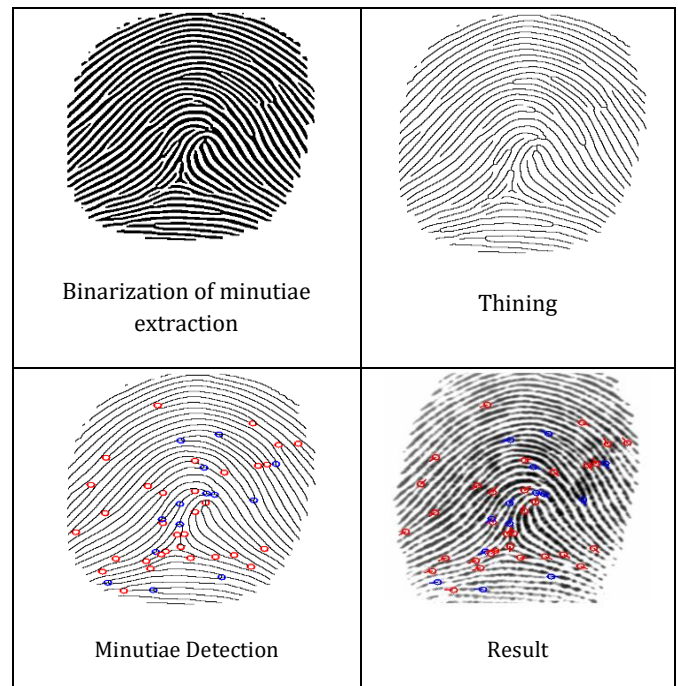 Binarization of minutiae
extraction
Thining
Minutiae Detection
Result